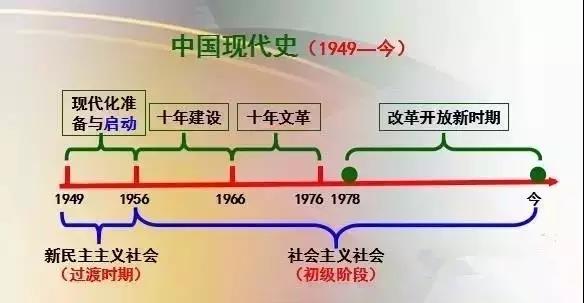 中国现代史（1949—今）
现代化准
备与启动
十年建设
十年文革
改革开放新时期
1949
1956
1966
1976
1978
今
新民主主义社会
（过渡时期）
社会主义社会
（初级阶段）